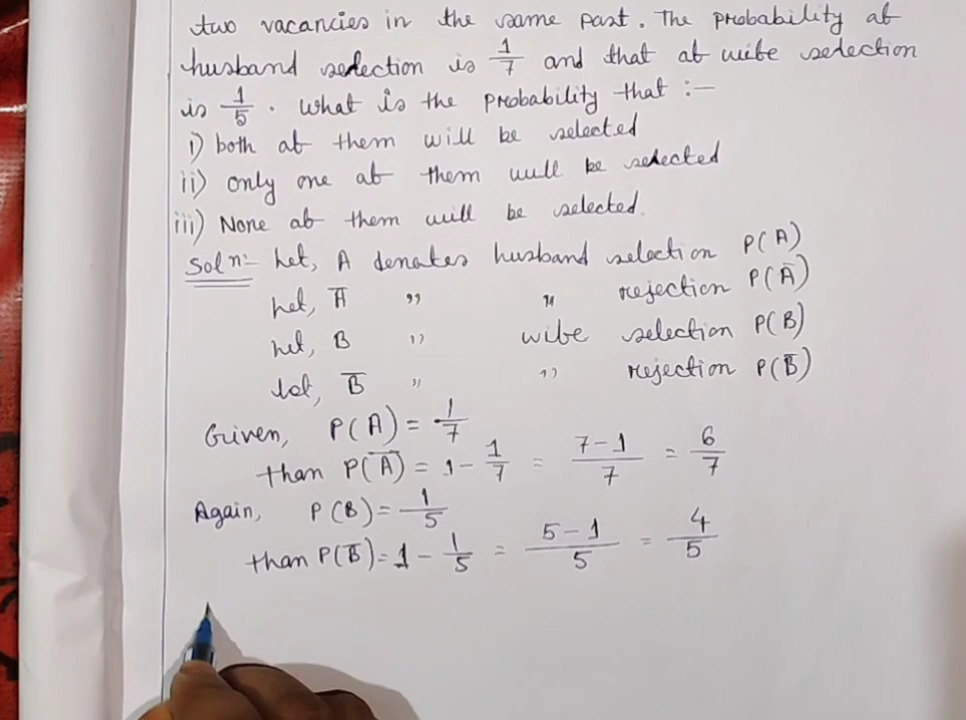 two vacancies in the same past. The probability of
husband selection is 1/7 and that of wife selection
is 1/5. What is the probability that :—
i) both of them will be selected
ii) only one of them will be selected
iii) None of them will be selected.
Soln:- Let, A denotes husband selection P(A)
Let, A̅ " " rejection P(A̅)
Let, B " wife selection P(B)
Let, B̅ " " rejection P(B̅)
Given, P(A) = 1/7
than P(A̅) = 1 - 1/7 = 7-1/7 = 6/7
Again, P(B) = 1/5
than P(B̅) = 1 - 1/5 = 5-1/5 = 4/5